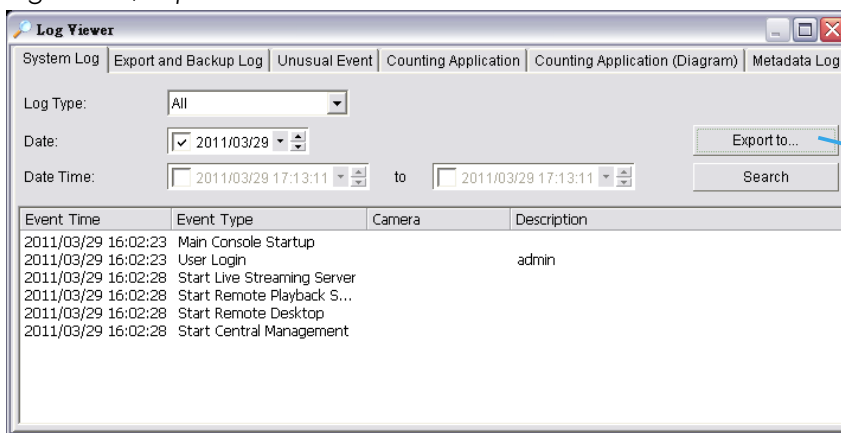 Log Viewer
System Log Export and Backup Log Unusual Event Counting Application Counting Application (Diagram) Metadata Log
Log Type: All
Date: 2011/03/29 Export to...
Date Time: 2011/03/29 17:13:11 to 2011/03/29 17:13:11 Search
Event Time Event Type Camera Description
2011/03/29 16:02:23 Main Console Startup
2011/03/29 16:02:23 User Login admin
2011/03/29 16:02:28 Start Live Streaming Server
2011/03/29 16:02:28 Start Remote Playback S...
2011/03/29 16:02:28 Start Remote Desktop
2011/03/29 16:02:28 Start Central Management